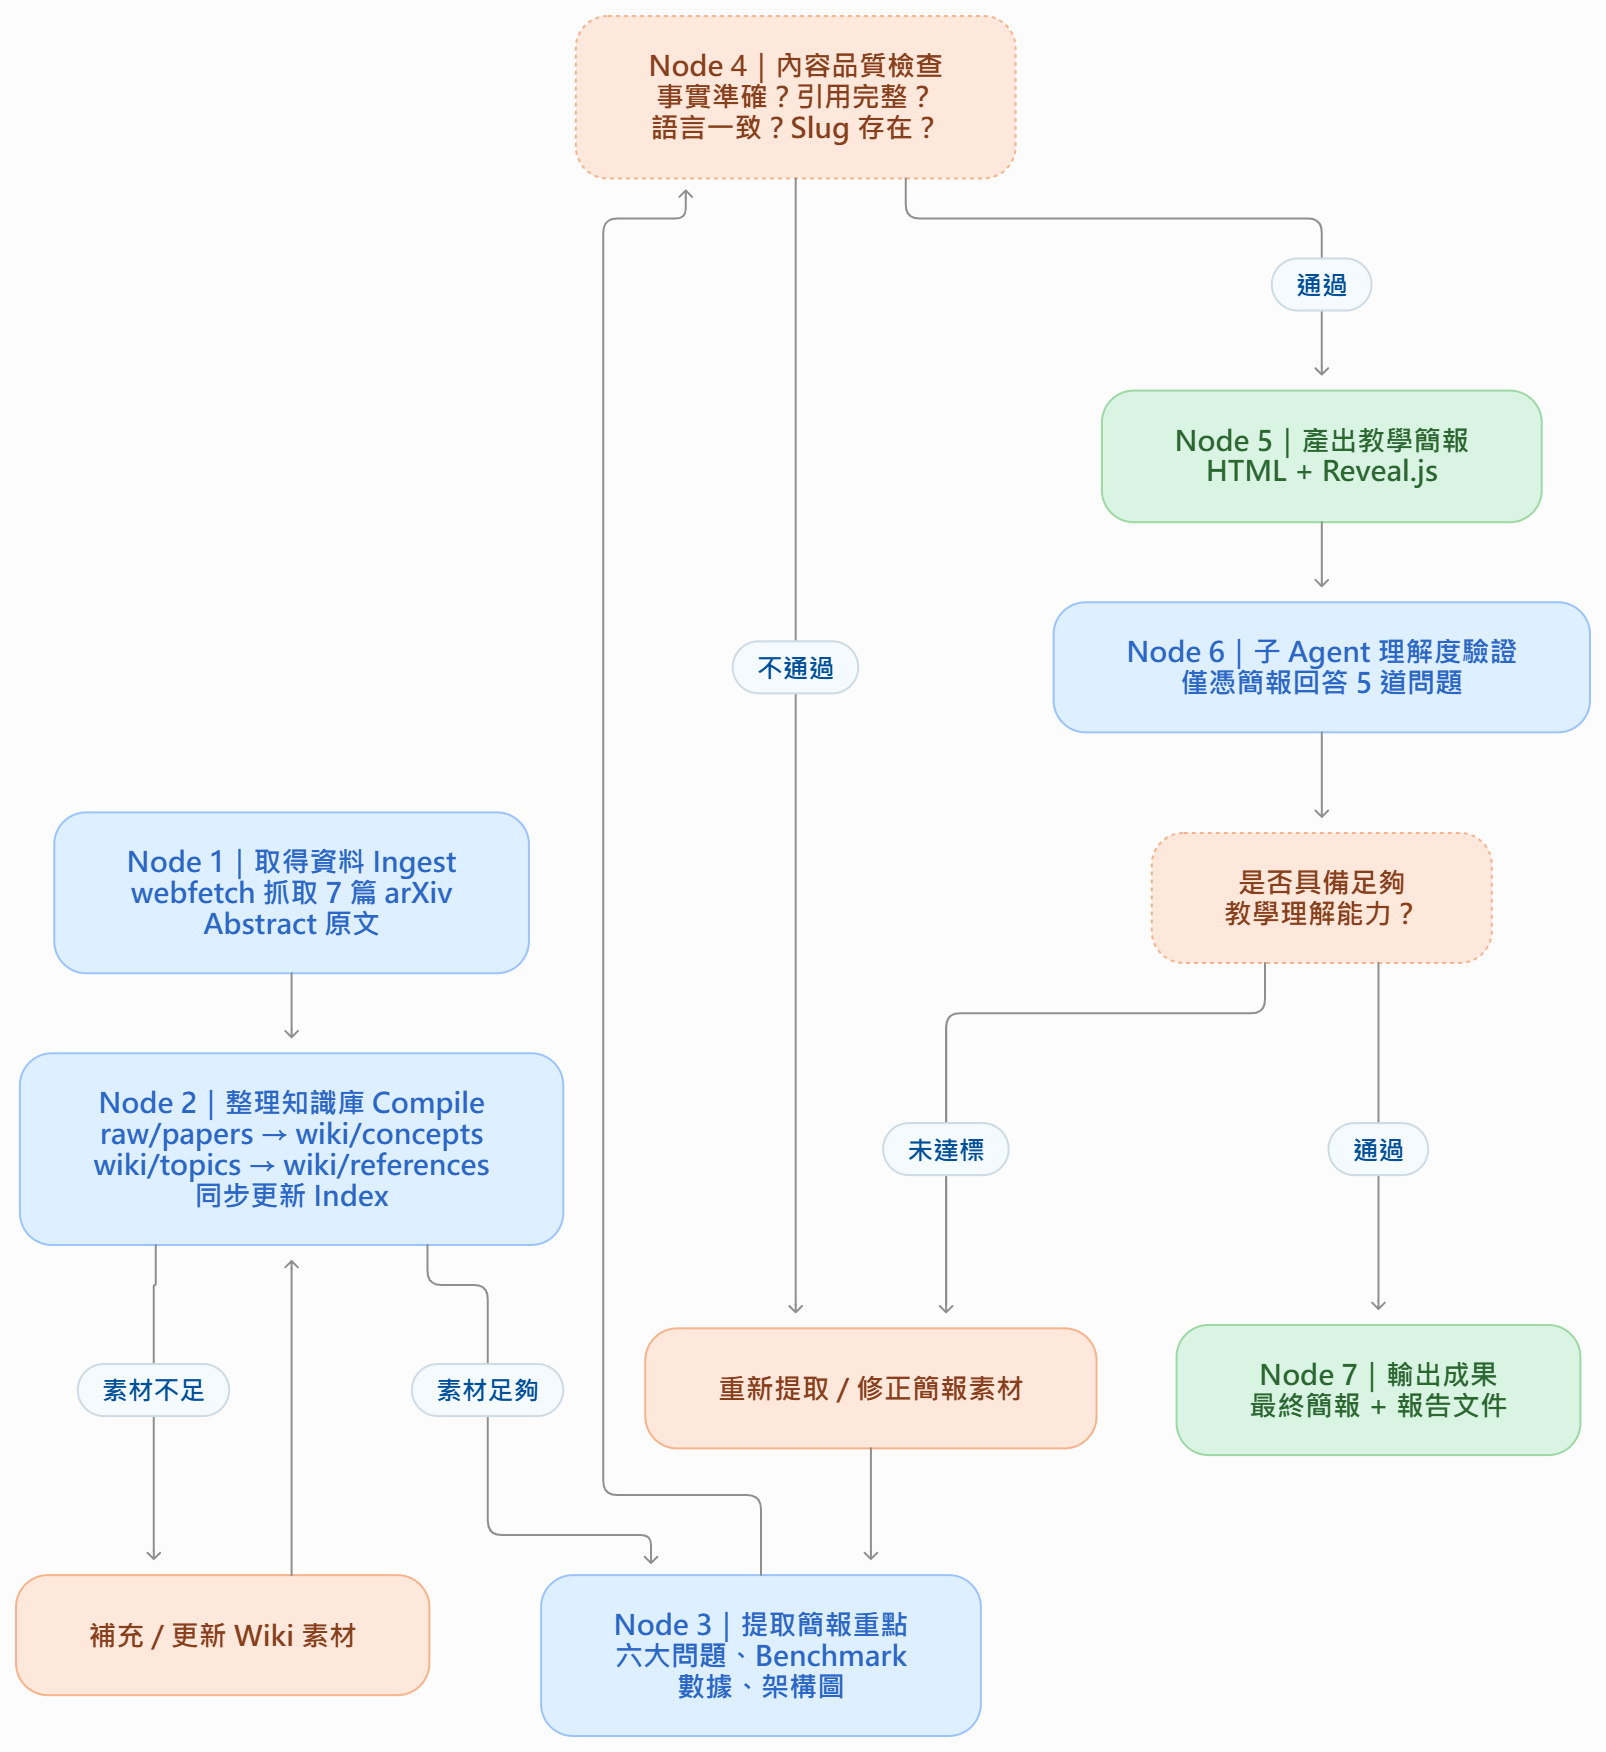 Node 4｜內容品質檢查
事實準確？引用完整？
語言一致？Slug 存在？
通過
Node 5｜產出教學簡報
HTML + Reveal.js
不通過
Node 6｜子 Agent 理解度驗證
僅憑簡報回答 5 道問題
Node 1｜取得資料 Ingest
webfetch 抓取 7 篇 arXiv
Abstract 原文
是否具備足夠
教學理解能力？
Node 2｜整理知識庫 Compile
raw/papers → wiki/concepts
wiki/topics → wiki/references
同步更新 Index
未達標
通過
素材不足
素材足夠
重新提取 / 修正簡報素材
Node 7｜輸出成果
最終簡報 + 報告文件
補充 / 更新 Wiki 素材
Node 3｜提取簡報重點
六大問題、Benchmark
數據、架構圖